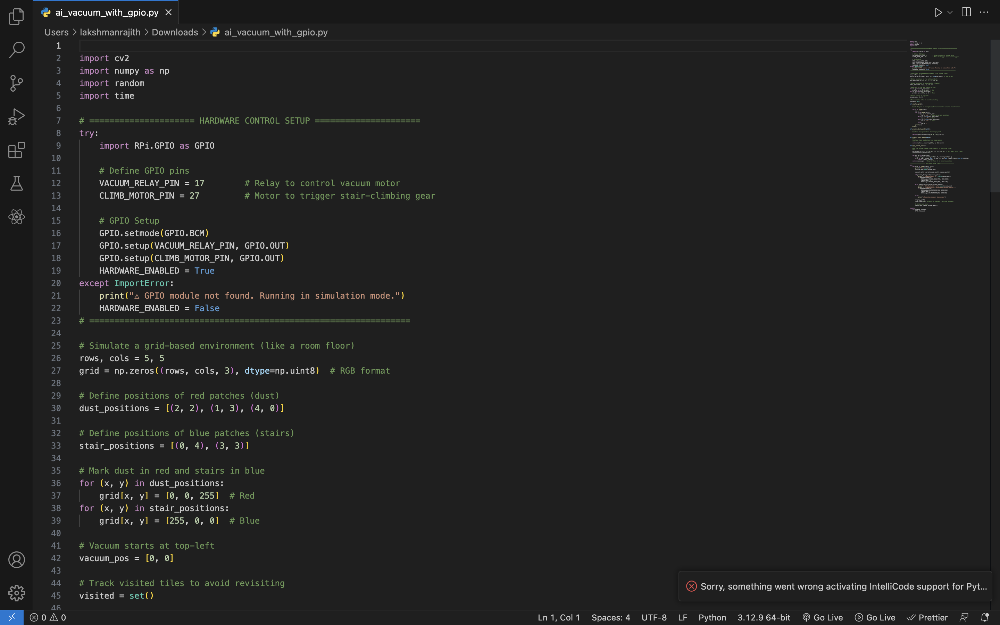 ai_vacuum_with_gpio.py
Users > lakshmanrajith > Downloads > ai_vacuum_with_gpio.py
1
2 import cv2
3 import numpy as np
4 import random
5 import time
6
7 # ===================== HARDWARE CONTROL SETUP =====================
8 try:
9     import RPi.GPIO as GPIO
10
11     # Define GPIO pins
12     VACUUM_RELAY_PIN = 17        # Relay to control vacuum motor
13     CLIMB_MOTOR_PIN = 27         # Motor to trigger stair-climbing gear
14
15     # GPIO Setup
16     GPIO.setmode(GPIO.BCM)
17     GPIO.setup(VACUUM_RELAY_PIN, GPIO.OUT)
18     GPIO.setup(CLIMB_MOTOR_PIN, GPIO.OUT)
19     HARDWARE_ENABLED = True
20 except ImportError:
21     print("⚠ GPIO module not found. Running in simulation mode.")
22     HARDWARE_ENABLED = False
23 # ================================================================
24
25 # Simulate a grid-based environment (like a room floor)
26 rows, cols = 5, 5
27 grid = np.zeros((rows, cols, 3), dtype=np.uint8)  # RGB format
28
29 # Define positions of red patches (dust)
30 dust_positions = [(2, 2), (1, 3), (4, 0)]
31
32 # Define positions of blue patches (stairs)
33 stair_positions = [(0, 4), (3, 3)]
34
35 # Mark dust in red and stairs in blue
36 for (x, y) in dust_positions:
37     grid[x, y] = [0, 0, 255]  # Red
38 for (x, y) in stair_positions:
39     grid[x, y] = [255, 0, 0]  # Blue
40
41 # Vacuum starts at top-left
42 vacuum_pos = [0, 0]
43
44 # Track visited tiles to avoid revisiting
45 visited = set()
46
Sorry, something went wrong activating IntelliCode support for Pyt...
0 0 Ln 1, Col 1 Spaces: 4 UTF-8 LF Python 3.12.9 64-bit Go Live Go Live Prettier